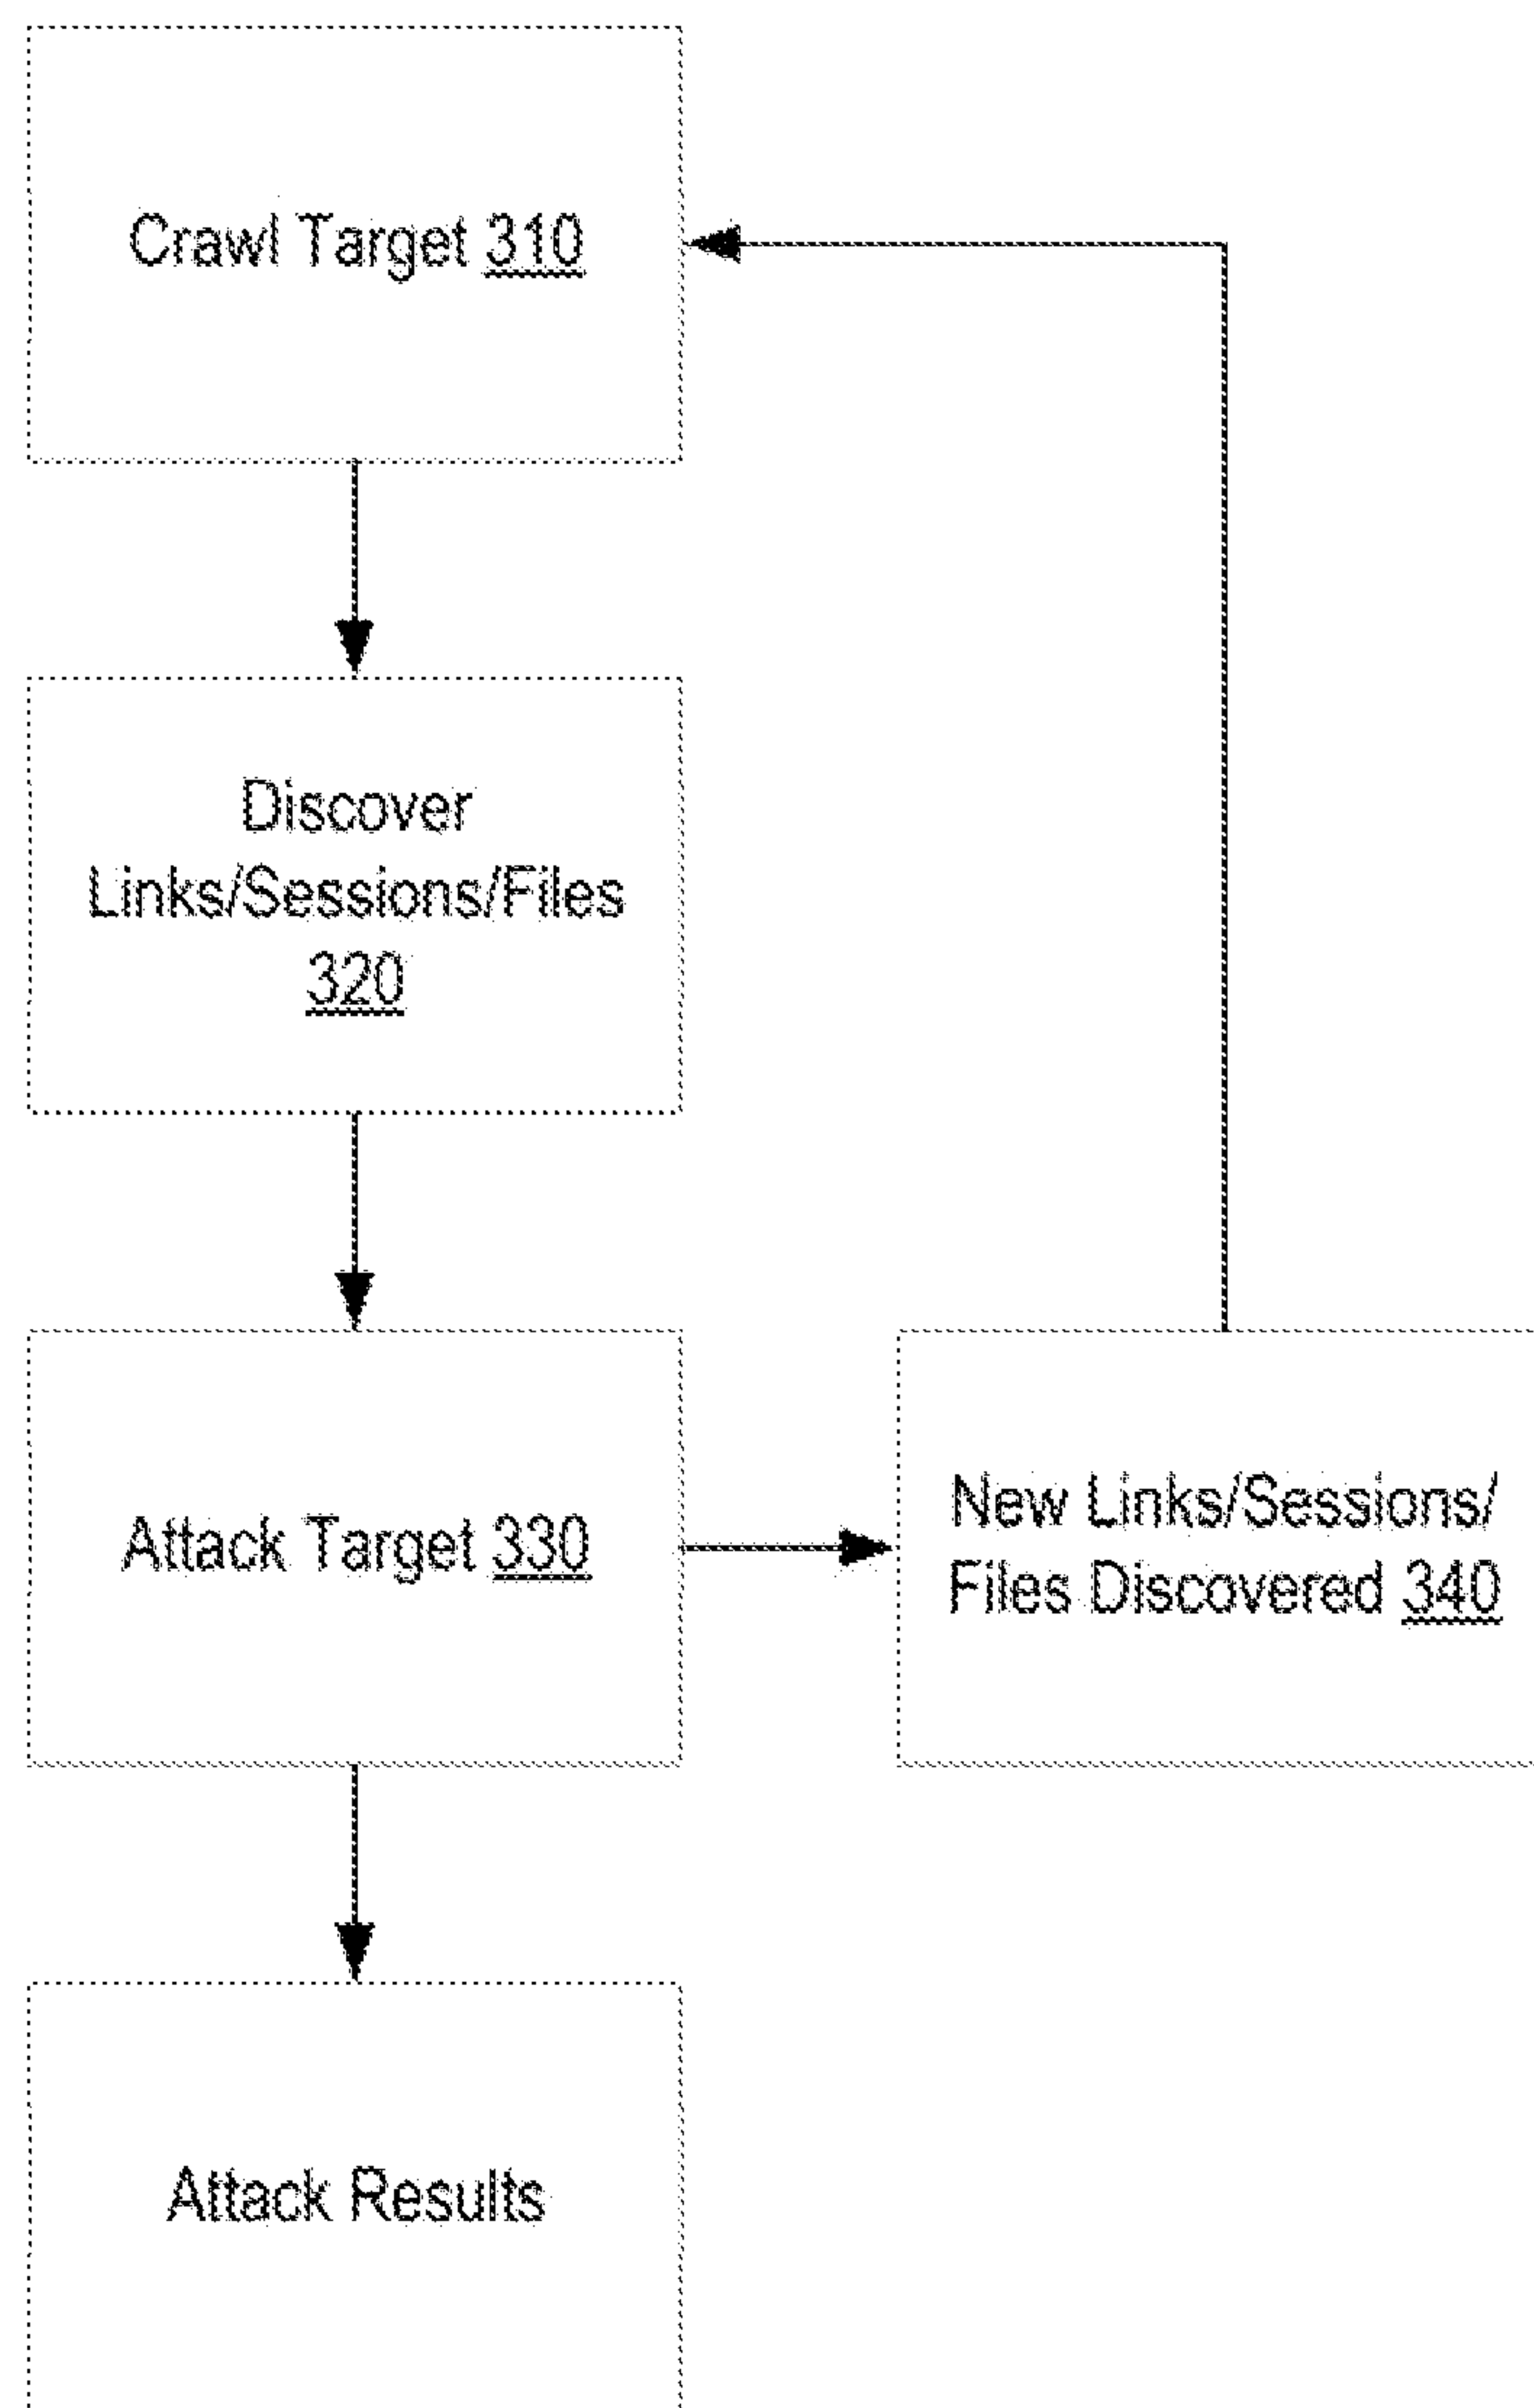 Crawl Target 310
Discover
Links/Sessions/Files
320
Attack Target 330
New Links/Sessions/
Files Discovered 340
Attack Results